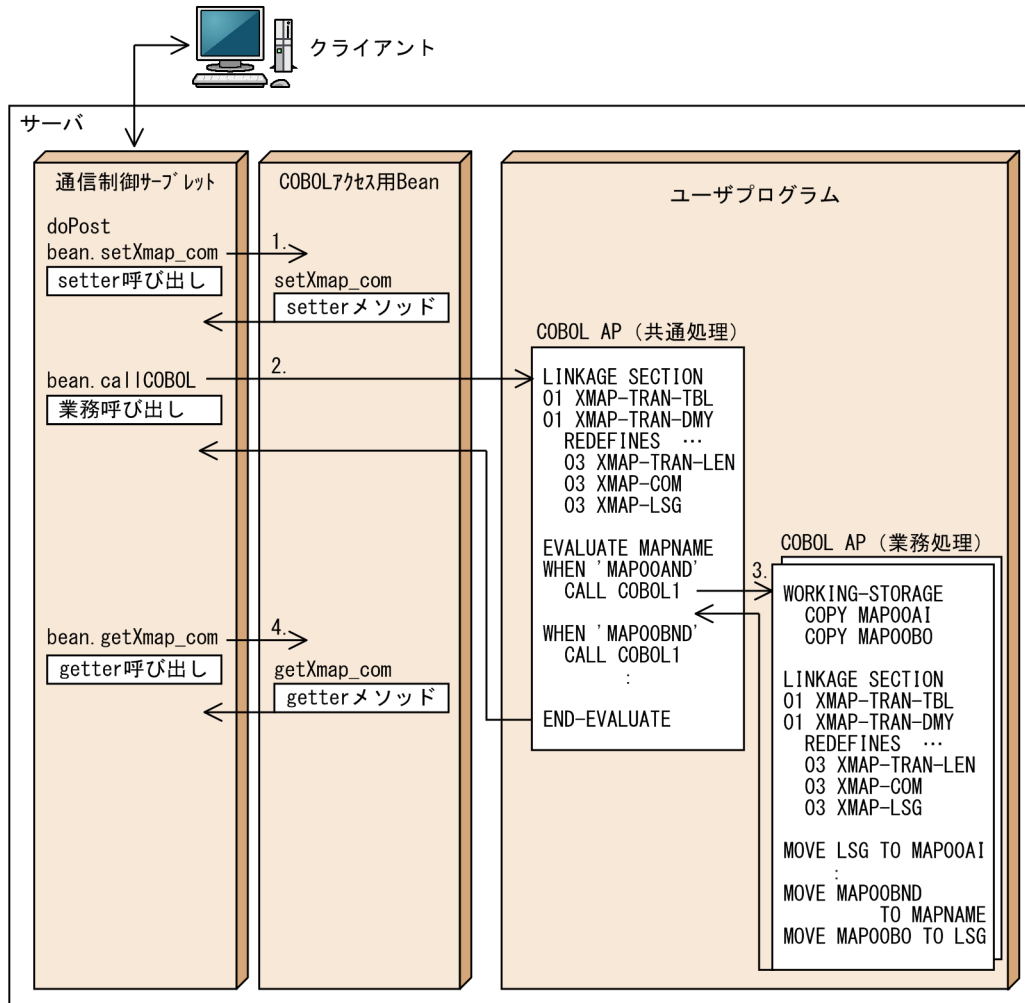 クライアント
サーバ
通信制御サーブレット
doPost
bean.setXmap_com
setter呼び出し
bean.callCOBOL
業務呼び出し
bean.getXmap_com
getter呼び出し
COBOLアクセス用Bean
1.
setXmap_com
setterメソッド
2.
4.
getXmap_com
getterメソッド
ユーザプログラム
COBOL AP（共通処理）
LINKAGE SECTION
01 XMAP-TRAN-TBL
01 XMAP-TRAN-DMY
REDEFINES …
03 XMAP-TRAN-LEN
03 XMAP-COM
03 XMAP-LSG
EVALUATE MAPNAME
WHEN 'MAP00AND'
CALL COBOL1
WHEN 'MAP00BND'
CALL COBOL1
:
END-EVALUATE
3.
COBOL AP（業務処理）
WORKING-STORAGE
COPY MAP00AI
COPY MAP00BO
LINKAGE SECTION
01 XMAP-TRAN-TBL
01 XMAP-TRAN-DMY
REDEFINES …
03 XMAP-TRAN-LEN
03 XMAP-COM
03 XMAP-LSG
MOVE LSG TO MAP00AI
:
MOVE MAP00BND
TO MAPNAME
MOVE MAP00BO TO LSG